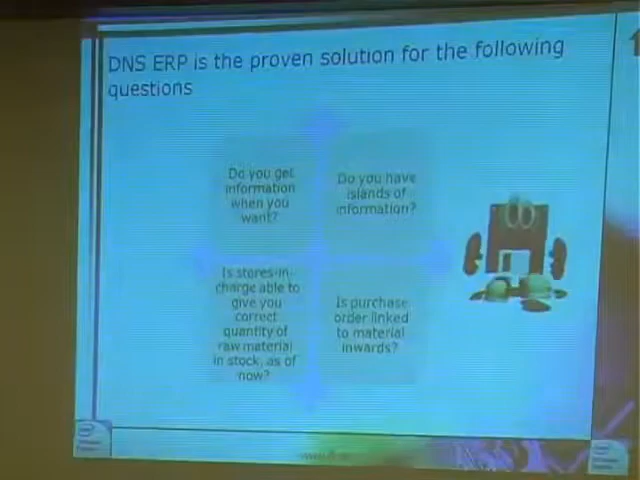 DNS ERP is the proven solution for the following
questions
Do you get
information
when you
want?
Do you have
islands of
information?
Is stores-in-
charge able to
give you
correct
quantity of
raw material
in stock, as of
now?
Is purchase
order linked
to material
inwards?